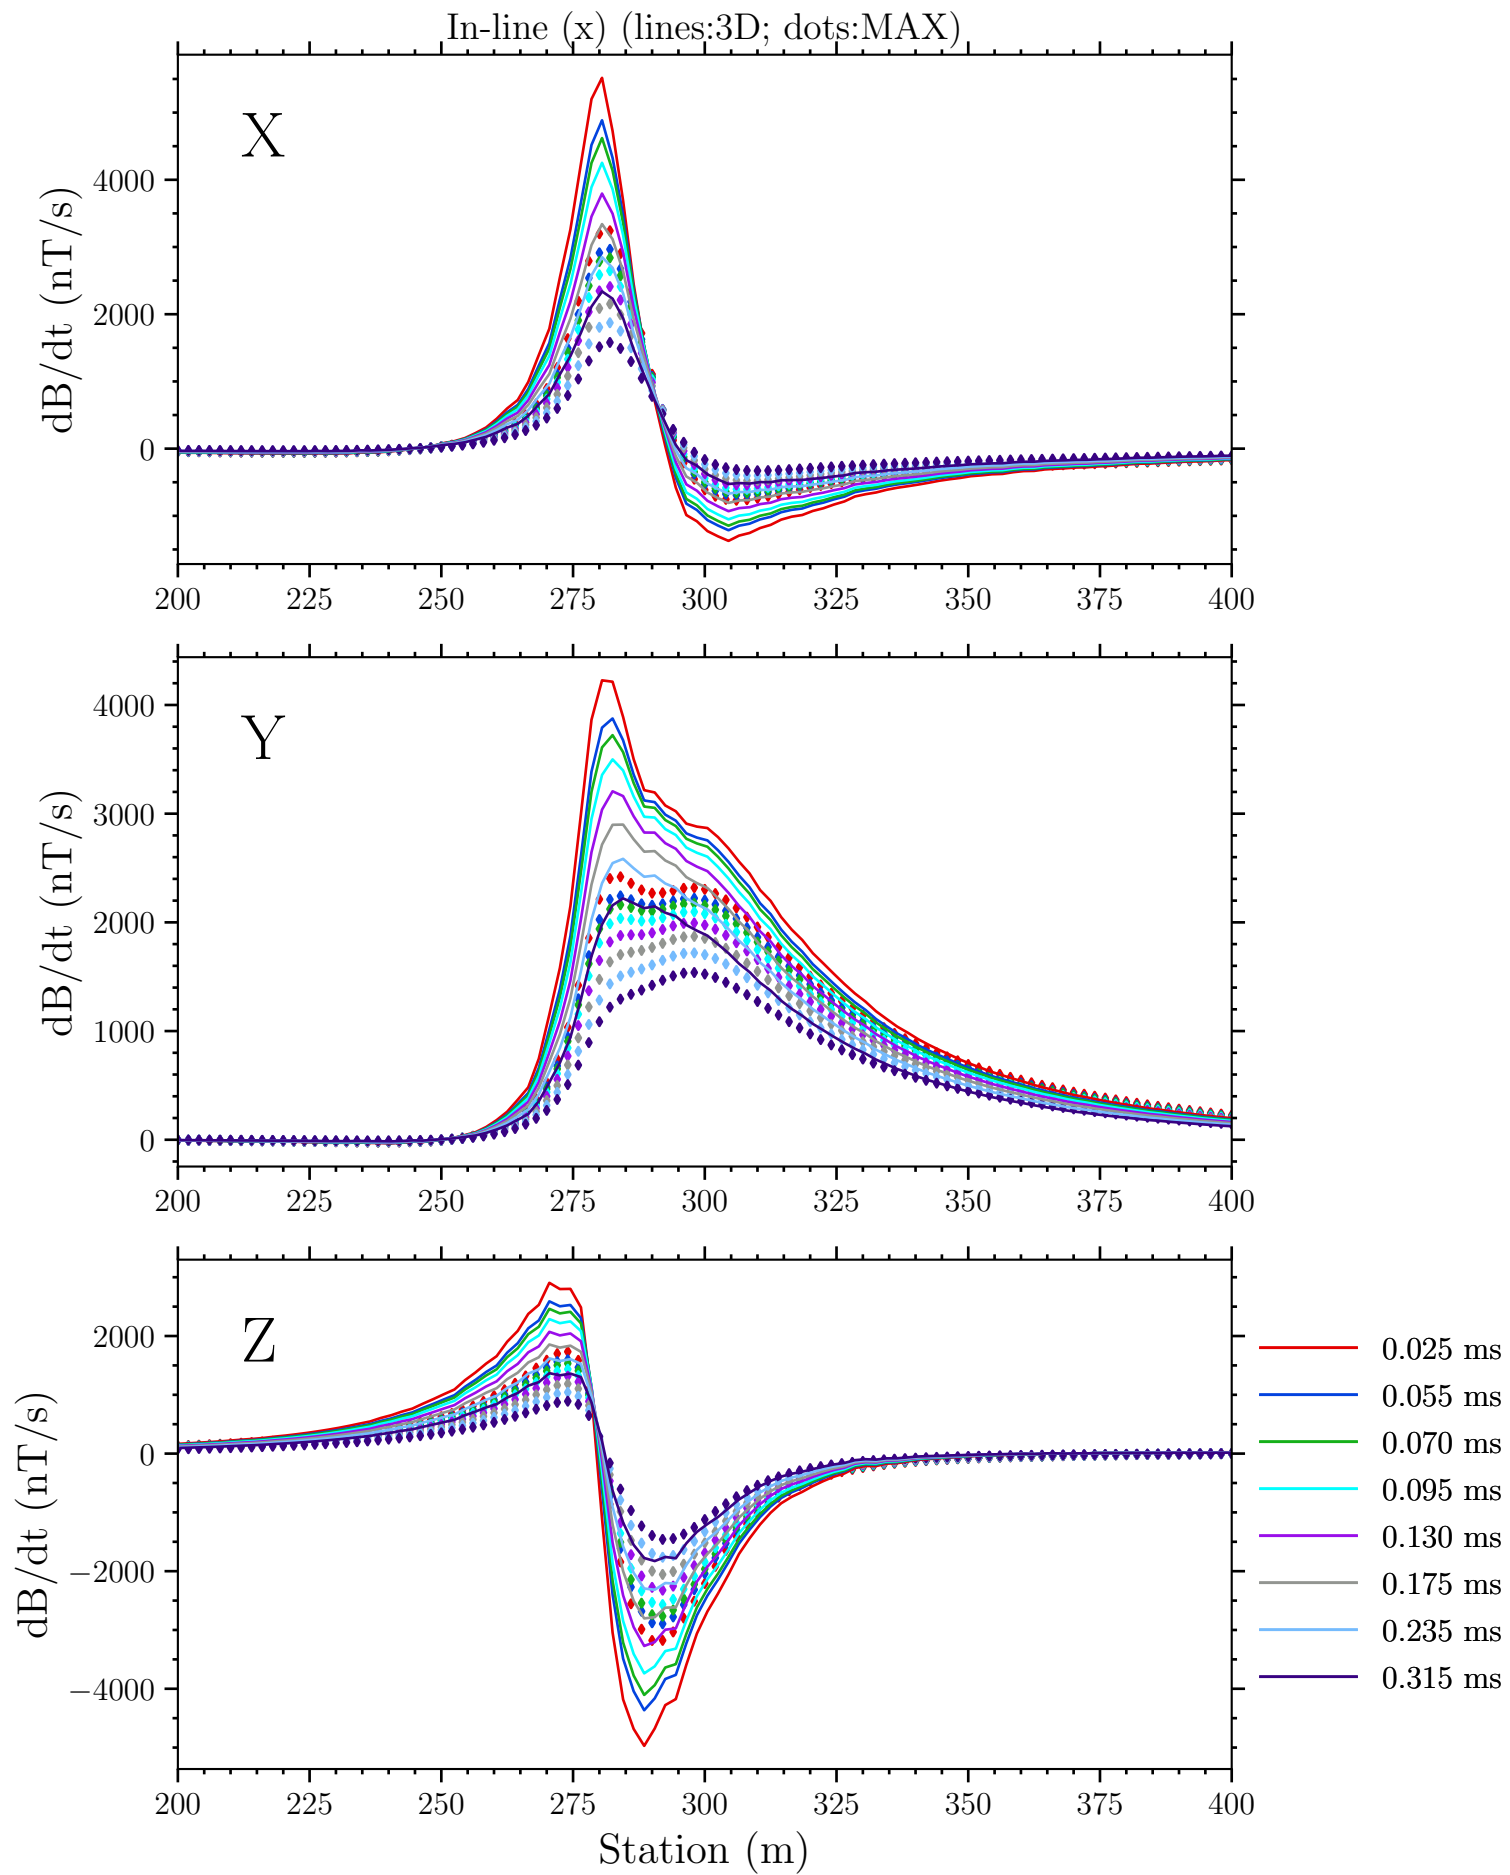 In-line (x) (lines:3D; dots:MAX)
X
dB/dt (nT/s)
4000
2000
0
200 225 250 275 300 325 350 375 400
Y
dB/dt (nT/s)
4000
3000
2000
1000
0
200 225 250 275 300 325 350 375 400
Z
dB/dt (nT/s)
2000
0
−2000
−4000
200 225 250 275 300 325 350 375 400
Station (m)
0.025 ms
0.055 ms
0.070 ms
0.095 ms
0.130 ms
0.175 ms
0.235 ms
0.315 ms